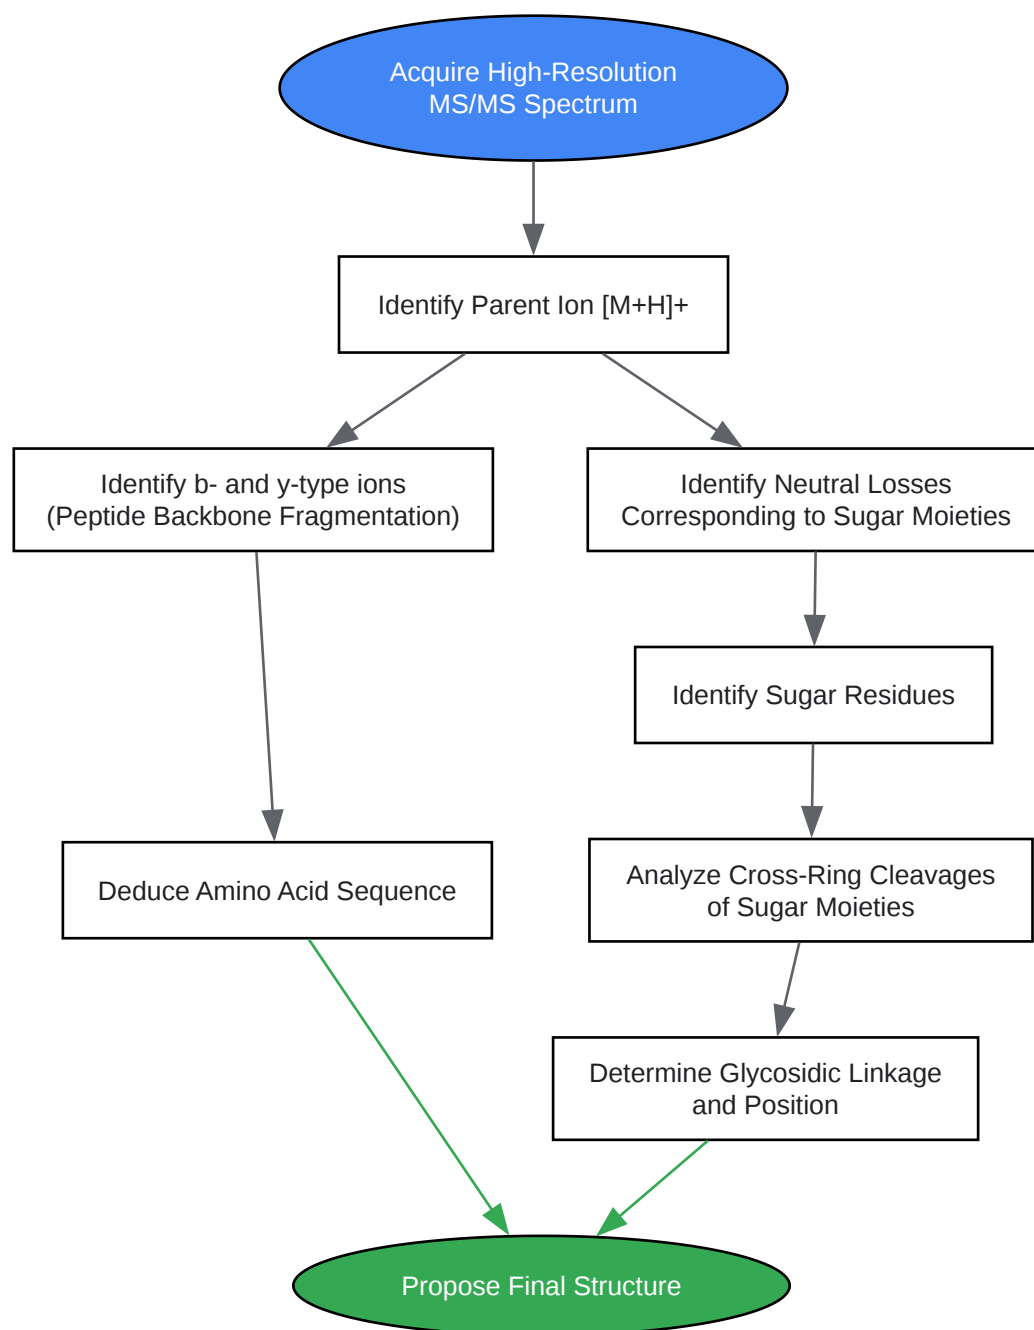 Acquire High-Resolution
MS/MS Spectrum
Identify Parent Ion [M+H]+
Identify b- and y-type ions
(Peptide Backbone Fragmentation)
Identify Neutral Losses
Corresponding to Sugar Moieties
Identify Sugar Residues
Deduce Amino Acid Sequence
Analyze Cross-Ring Cleavages
of Sugar Moieties
Determine Glycosidic Linkage
and Position
Propose Final Structure